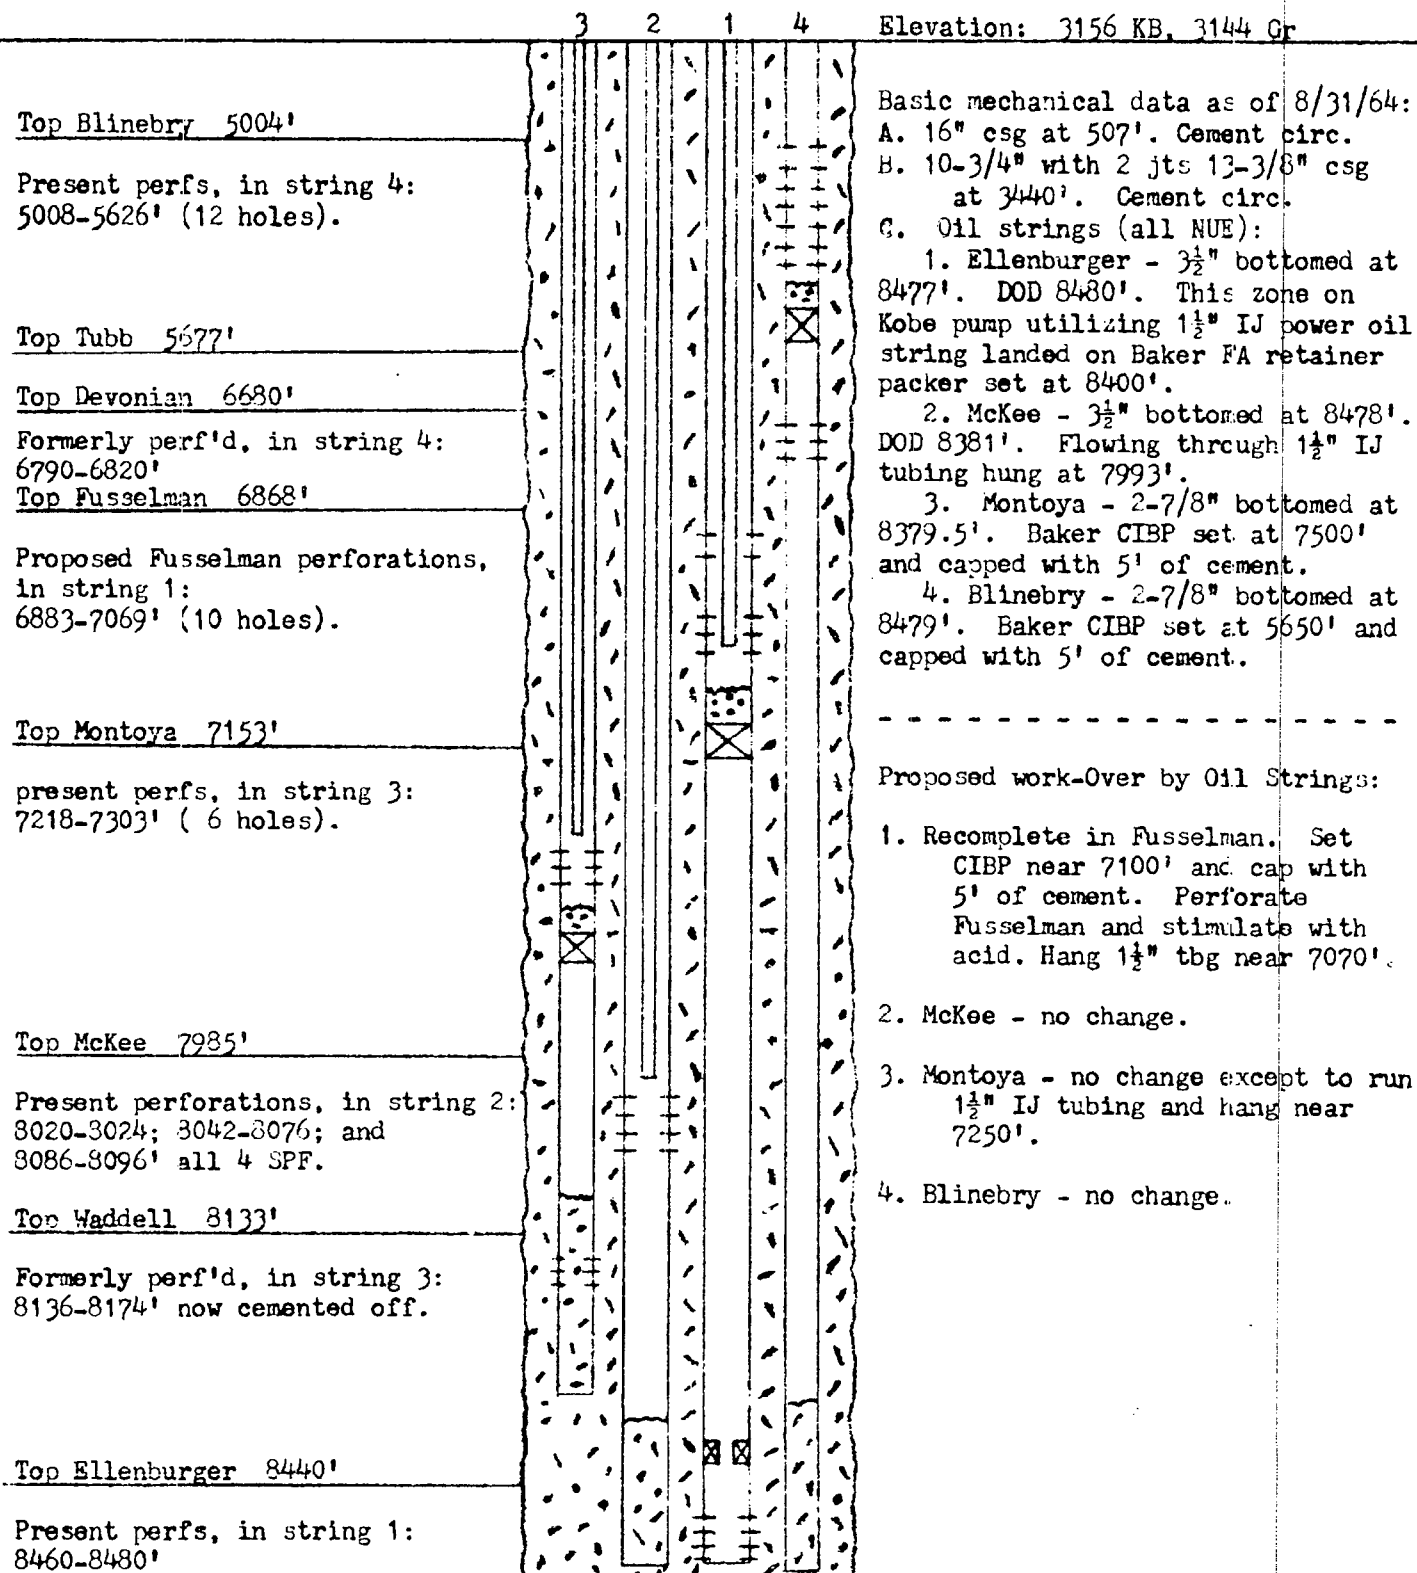 3 2 1 4
Elevation: 3156 KB, 3144 Gr
Top Blinebry 5004'
Present perfs, in string 4:
5008-5626' (12 holes).
Top Tubb 5677'
Top Devonian 6680'
Formerly perf'd, in string 4:
6790-6820'
Top Fusselman 6868'
Proposed Fusselman perforations,
in string 1:
6883-7069' (10 holes).
Top Montoya 7153'
present perfs, in string 3:
7218-7303' ( 6 holes).
Top McKee 7985'
Present perforations, in string 2:
8020-8024; 8042-8076; and
8086-8096' all 4 SPF.
Top Waddell 8133'
Formerly perf'd, in string 3:
8136-8174' now cemented off.
Top Ellenburger 8440'
Present perfs, in string 1:
8460-8480'
Basic mechanical data as of 8/31/64:
A. 16" csg at 507'. Cement circ.
B. 10-3/4" with 2 jts 13-3/8" csg
at 3440'. Cement circ.
C. Oil strings (all NUE):
1. Ellenburger - 3½" bottomed at
8477'. DOD 8480'. This zone on
Kobe pump utilizing 1½" IJ power oil
string landed on Baker FA retainer
packer set at 8400'.
2. McKee - 3½" bottomed at 8478'.
DOD 8381'. Flowing through 1½" IJ
tubing hung at 7993'.
3. Montoya - 2-7/8" bottomed at
8379.5'. Baker CIBP set at 7500'
and capped with 5' of cement.
4. Blinebry - 2-7/8" bottomed at
8479'. Baker CIBP set at 5650' and
capped with 5' of cement.
Proposed work-Over by Oil Strings:
1. Recomplete in Fusselman. Set
CIBP near 7100' and cap with
5' of cement. Perforate
Fusselman and stimulate with
acid. Hang 1½" tbg near 7070'.
2. McKee - no change.
3. Montoya - no change except to run
1½" IJ tubing and hang near
7250'.
4. Blinebry - no change.